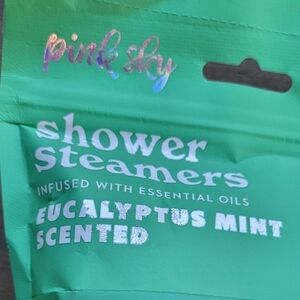 pink sky
shower
steamers
INFUSED WITH ESSENTIAL OILS
EUCALYPTUS MINT
SCENTED